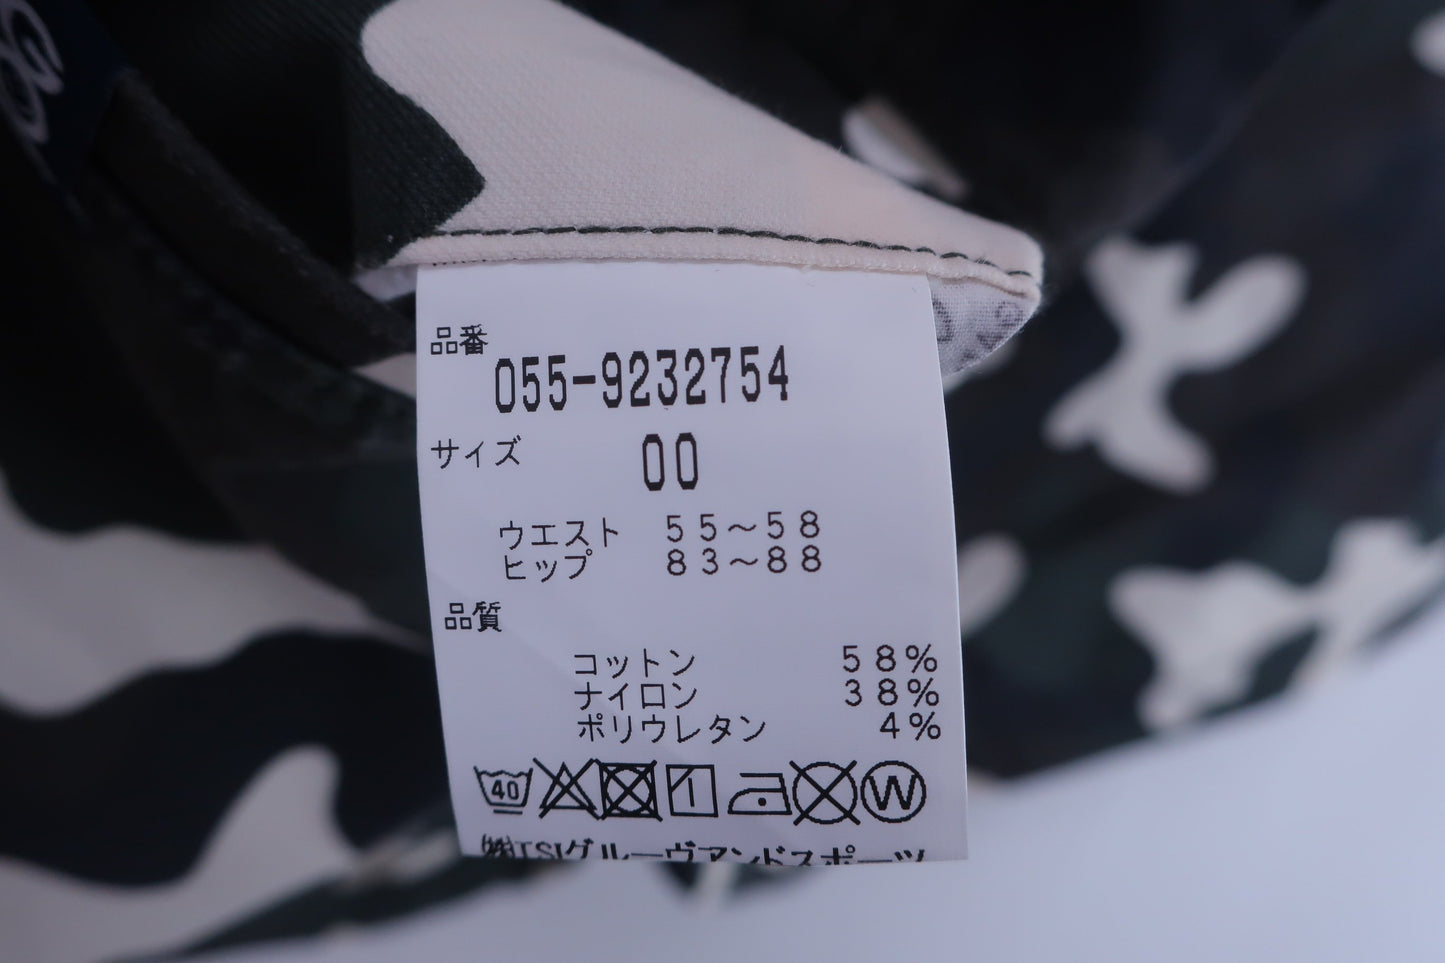 品番
055-9232754
サイズ 00
ウエスト 55～58
ヒップ 83～88
品質
コットン 58%
ナイロン 38%
ポリウレタン 4%
40 W
㈱TSIグルーヴアンドスポーツ